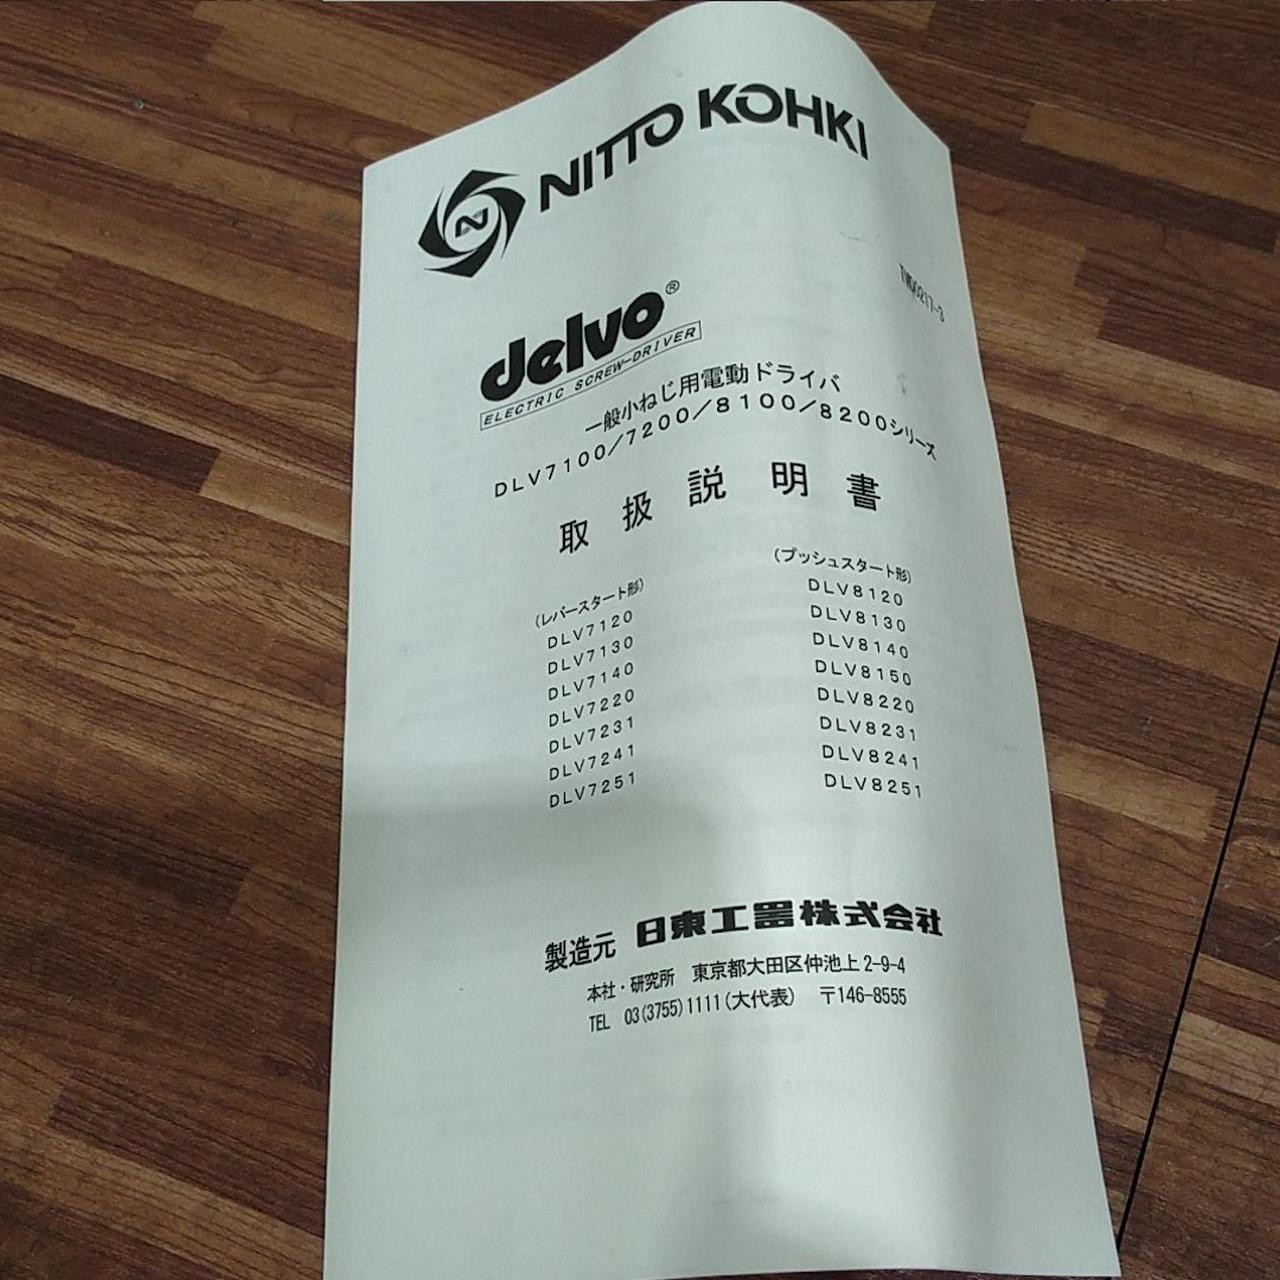 NITTO KOHKI
TW00217-3
delvo®
ELECTRIC SCREW-DRIVER
一般小ねじ用電動ドライバ
DLV7100/7200/8100/8200シリーズ
取扱説明書
(レバースタート形)
DLV7120
DLV7130
DLV7140
DLV7220
DLV7231
DLV7241
DLV7251
(プッシュスタート形)
DLV8120
DLV8130
DLV8140
DLV8150
DLV8220
DLV8231
DLV8241
DLV8251
製造元 日東工器株式会社
本社・研究所 東京都大田区仲池上2-9-4
TEL 03(3755)1111(大代表) 〒146-8555